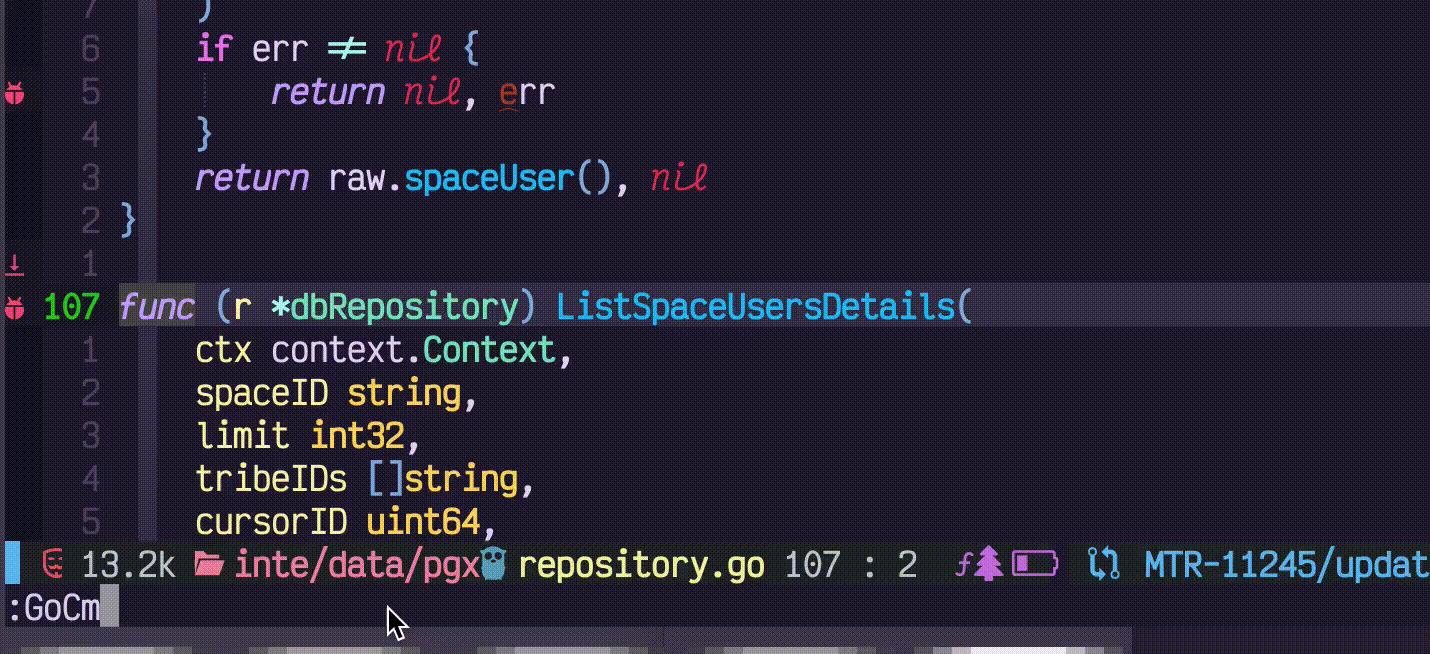 7 )
6 if err != nil {
5 return nil, err
4 }
3 return raw.spaceUser(), nil
2 }
1
107 func (r *dbRepository) ListSpaceUsersDetails(
1 ctx context.Context,
2 spaceID string,
3 limit int32,
4 tribeIDs []string,
5 cursorID uint64,
13.2k inte/data/pgx repository.go 107 : 2 MTR-11245/updat
:GoCm